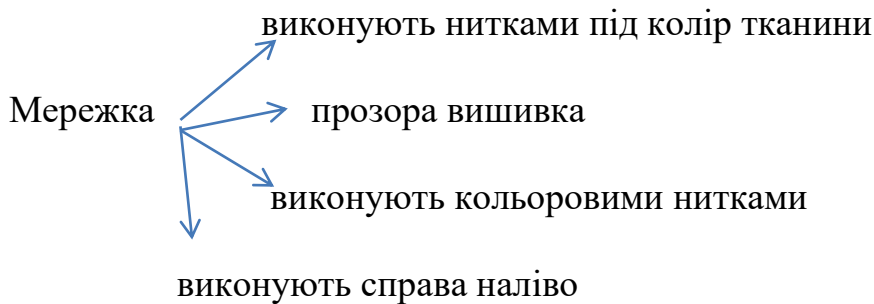 виконують нитками під колір тканини
Мережка
прозора вишивка
виконують кольоровими нитками
виконують справа наліво